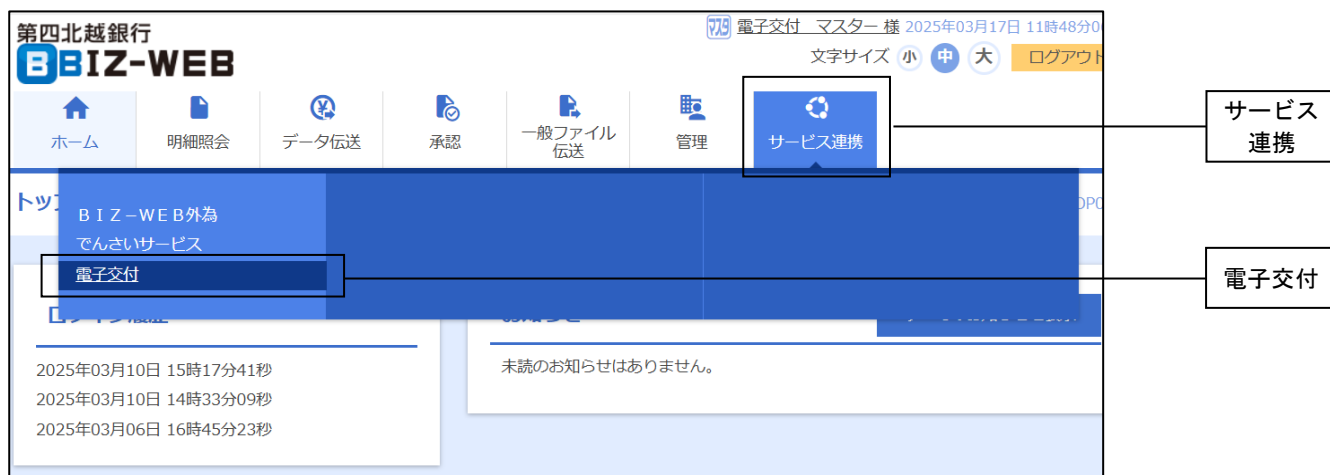 第四北越銀行
BBIZ-WEB
マスタ 電子交付 マスター 様 2025年03月17日 11時48分
文字サイズ 小 中 大 ログアウト
ホーム
明細照会
データ伝送
承認
一般ファイル
伝送
管理
サービス連携
サービス
連携
トップ
BIZ-WEB外為
でんさいサービス
電子交付
電子交付
2025年03月10日 15時17分41秒
2025年03月10日 14時33分09秒
2025年03月06日 16時45分23秒
未読のお知らせはありません。